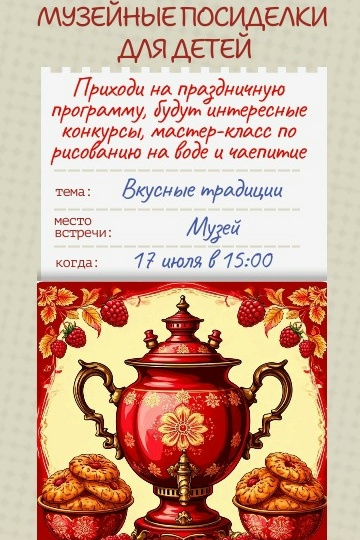 МУЗЕЙНЫЕ ПОСИДЕЛКИ
ДЛЯ ДЕТЕЙ
Приходи на праздничную
программу, будут интересные
конкурсы, мастер-класс по
рисованию на воде и чаепитие
тема: Вкусные традиции
место
встречи: Музей
когда: 17 июля в 15:00